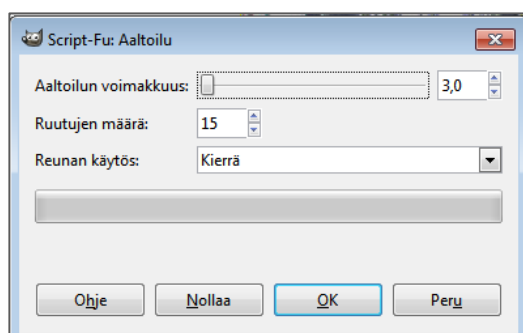 Script-Fu: Aaltoilu
Aaltoilun voimakkuus: 3,0
Ruutujen määrä: 15
Reunan käytös: Kierrä
Ohje Nollaa OK Peru